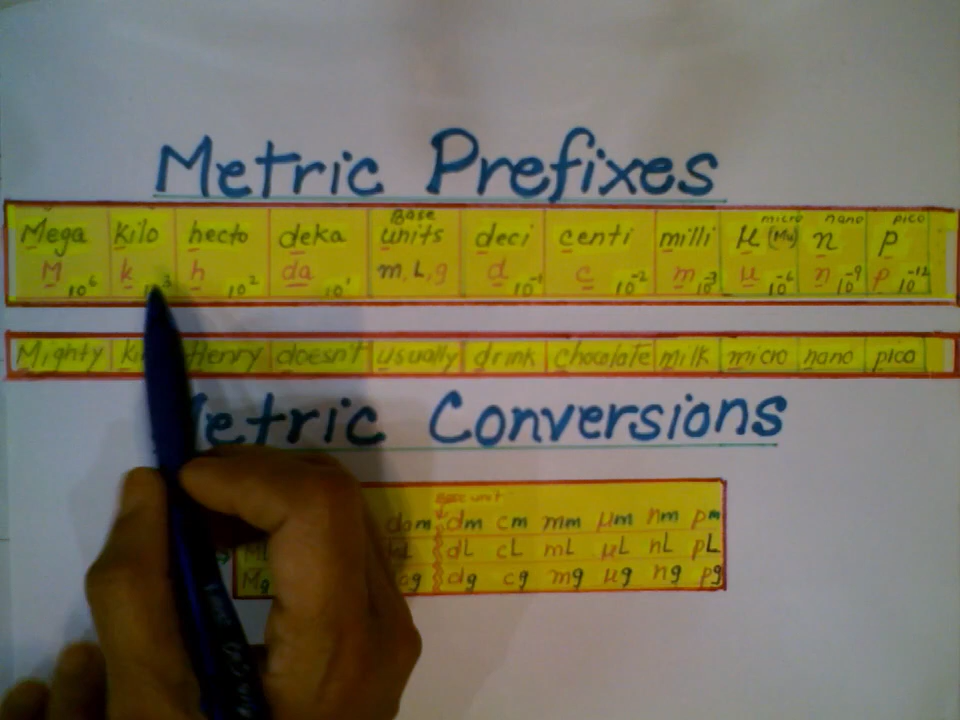 Metric Prefixes
Mega kilo hecto deka Base units deci centi milli micro μ (Mu) nano n pico p
M 10⁶ k h 10² da 10¹ m, L, g d 10⁻¹ c 10⁻² m 10⁻³ μ 10⁻⁶ n 10⁻⁹ p 10⁻¹²
Mighty Henry doesn't usually drink chocolate milk micro nano pico
Metric Conversions
Base unit
dam dm cm mm μm nm pm
ML dL cL mL μL nL pL
Mg dg cg mg μg ng pg